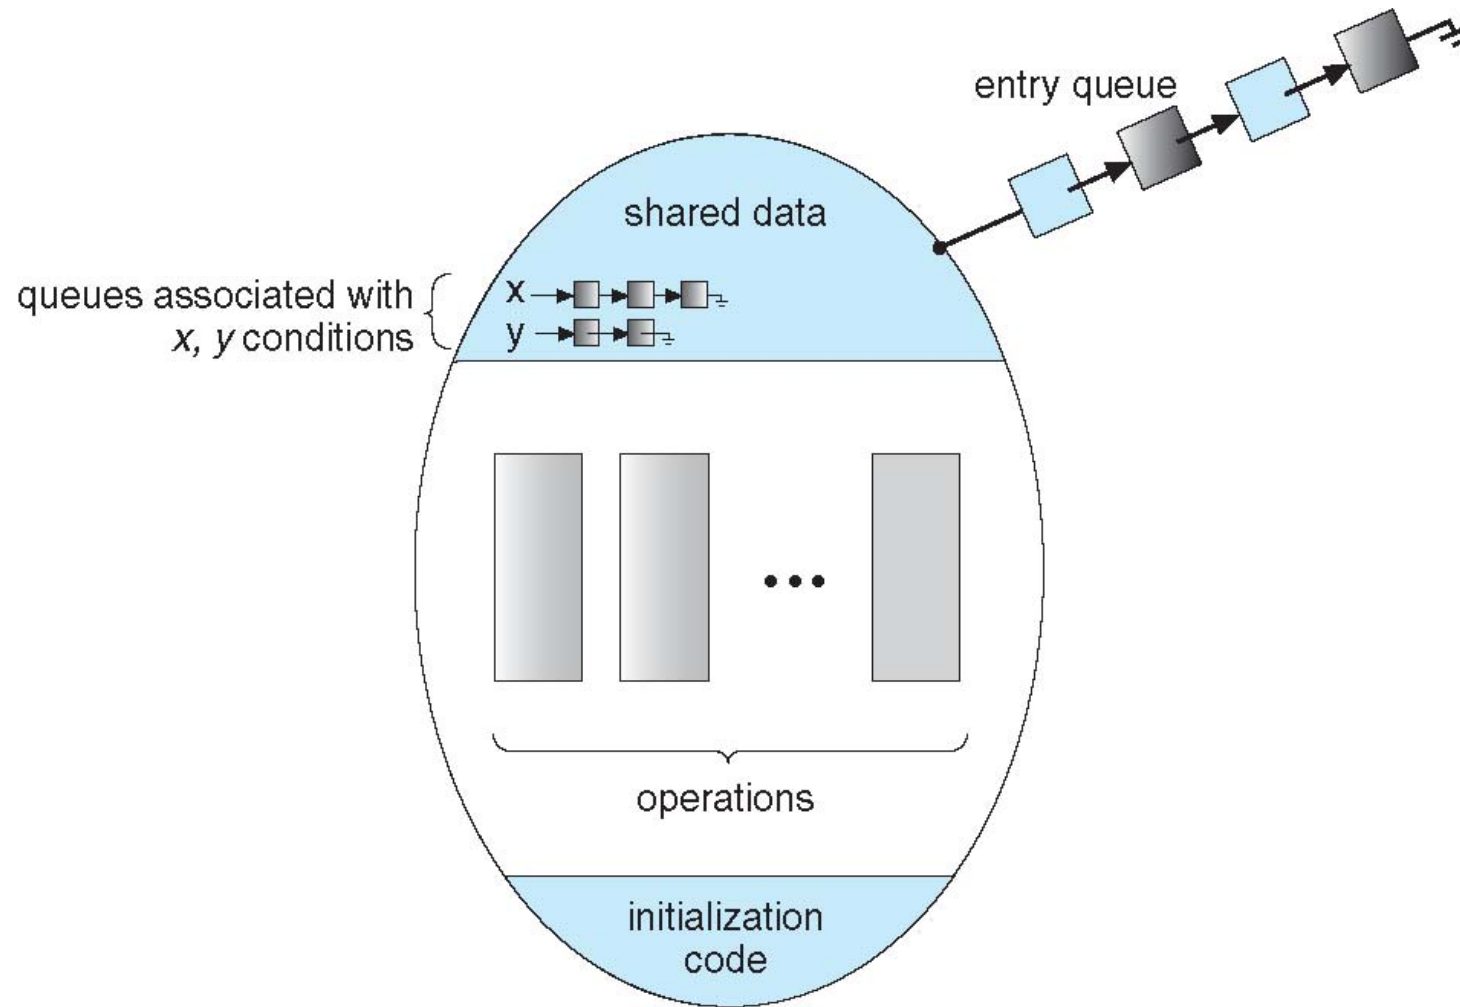 entry queue
shared data
queues associated with
x, y conditions
x
y
operations
initialization
code